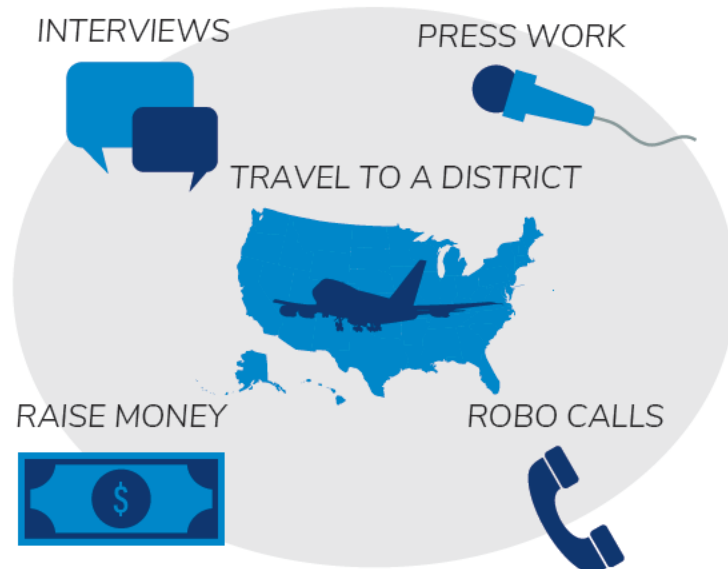 INTERVIEWS
PRESS WORK
TRAVEL TO A DISTRICT
RAISE MONEY
$
ROBO CALLS